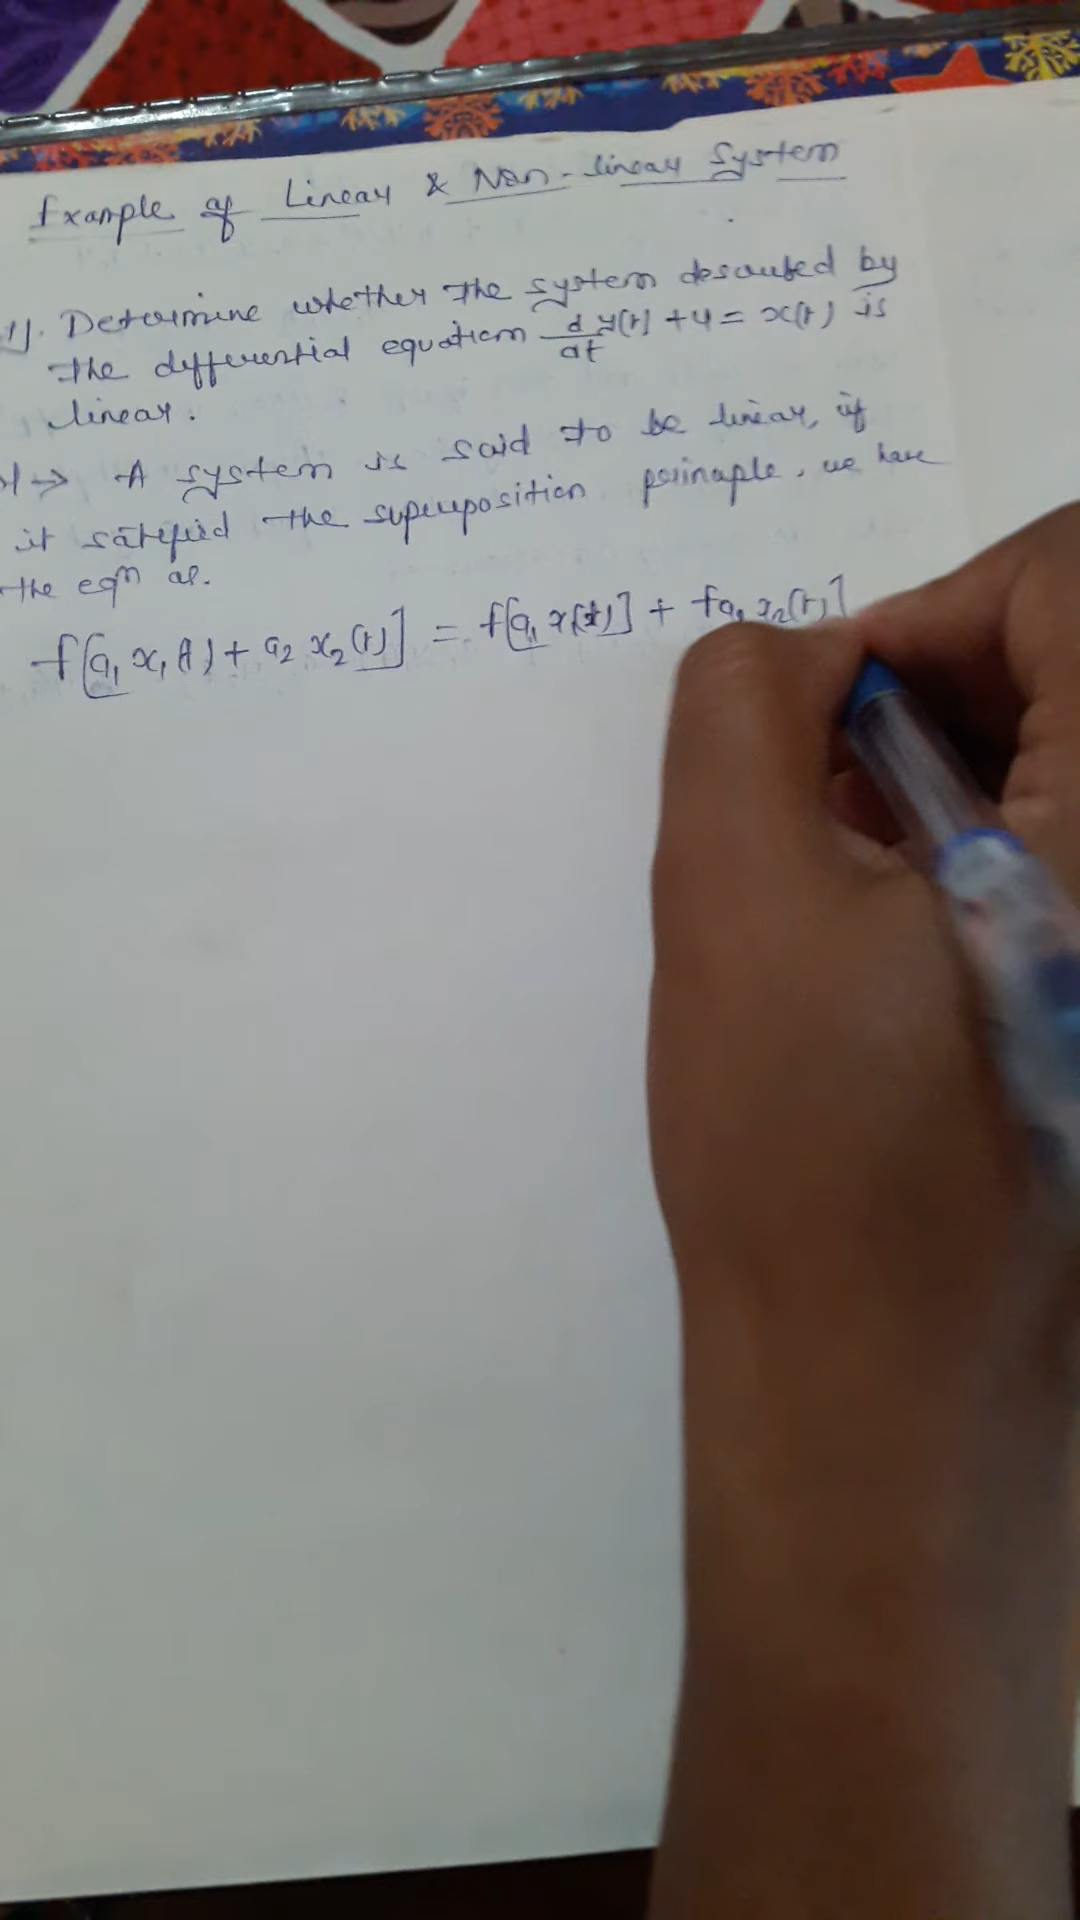 Example of Linear & Non-linear System
1). Determine whether the system described by
the differential equation d/dt y(t) + 4 = x(t) is
linear.
→ A system is said to be linear, if
it satisfied the superposition principle, we have
the eqn as.
f[a₁ x₁(t) + a₂ x₂(t)] = f[a₁ x(t)] + f a₂ x₂(t)]